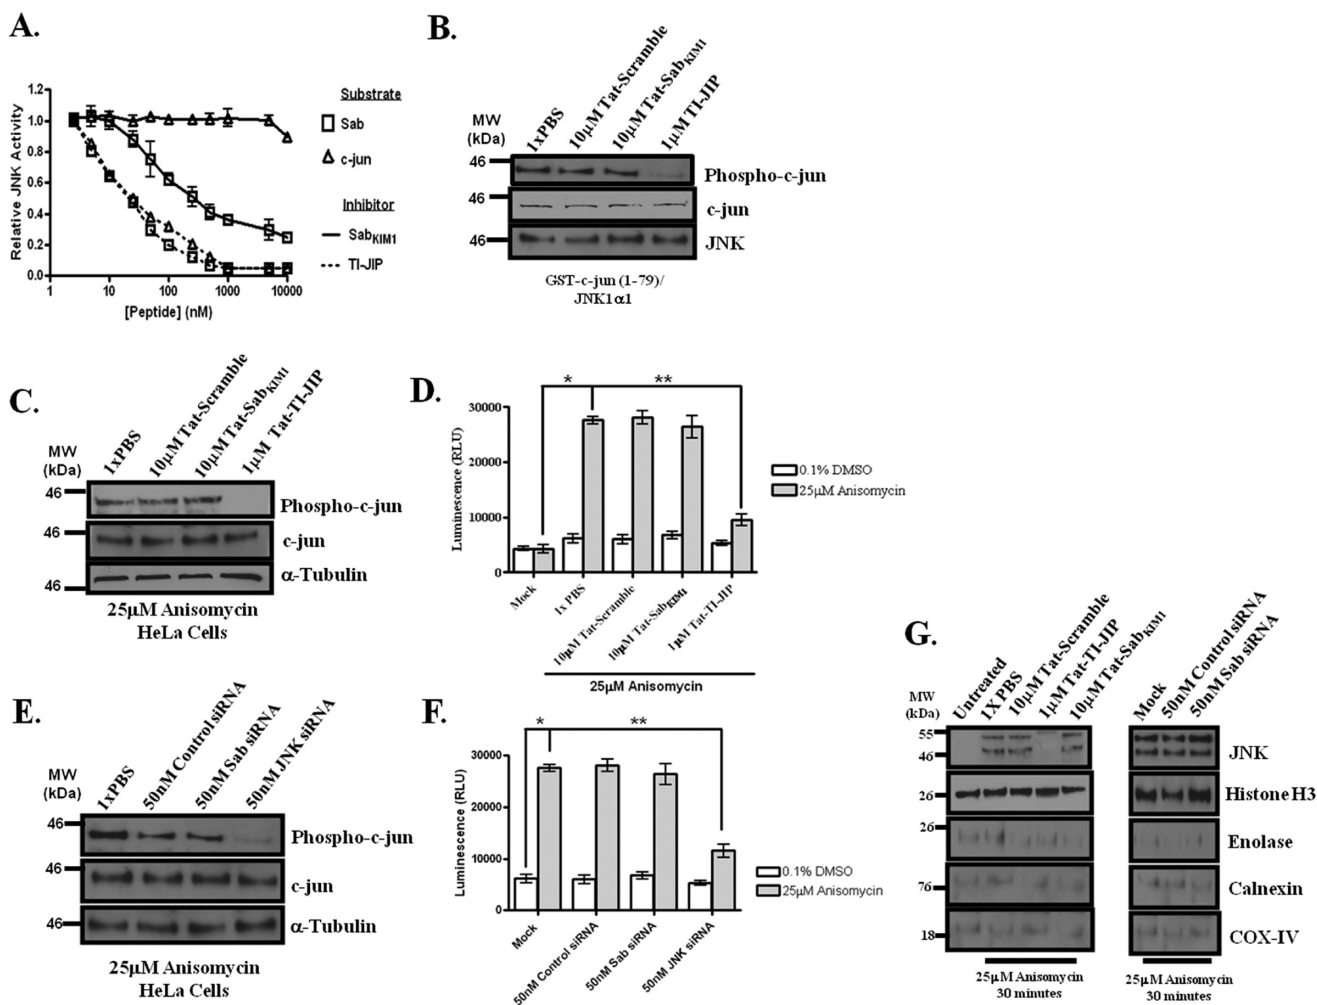 A.
1.2
1.0
0.8
0.6
0.4
0.2
0.0
Relative JNK Activity
1
10
100
1000
10000
[Peptide] (nM)
Substrate
Sab
c-jun
Inhibitor
SabKIM1
TI-JIP
B.
MW
(kDa)
1xPBS
10μM Tat-Scramble
10μM Tat-SabKIM1
1μM TI-JIP
46
Phospho-c-jun
46
c-jun
46
JNK
GST-c-jun (1-79)/
JNK1α1
C.
MW
(kDa)
1xPBS
10μM Tat-Scramble
10μM Tat-SabKIM1
1μM Tat-TI-JIP
46
Phospho-c-jun
46
c-jun
46
α-Tubulin
25μM Anisomycin
HeLa Cells
D.
* **
30000
20000
10000
0
Luminescence (RLU)
0.1% DMSO
25μM Anisomycin
Mock
1x PBS
10μM Tat-Scramble
10μM Tat-SabKIM1
1μM Tat-TI-JIP
25μM Anisomycin
E.
MW
(kDa)
1xPBS
50nM Control siRNA
50nM Sab siRNA
50nM JNK siRNA
46
Phospho-c-jun
46
c-jun
46
α-Tubulin
25μM Anisomycin
HeLa Cells
F.
* **
30000
20000
10000
0
Luminescence (RLU)
0.1% DMSO
25μM Anisomycin
Mock
50nM Control siRNA
50nM Sab siRNA
50nM JNK siRNA
G.
MW
(kDa)
Untreated
1X PBS
10μM Tat-Scramble
1μM Tat-TI-JIP
10μM Tat-SabKIM1
Mock
50nM Control siRNA
50nM Sab siRNA
55
46
JNK
26
Histone H3
26
Enolase
76
Calnexin
18
COX-IV
25μM Anisomycin
30 minutes
25μM Anisomycin
30 minutes